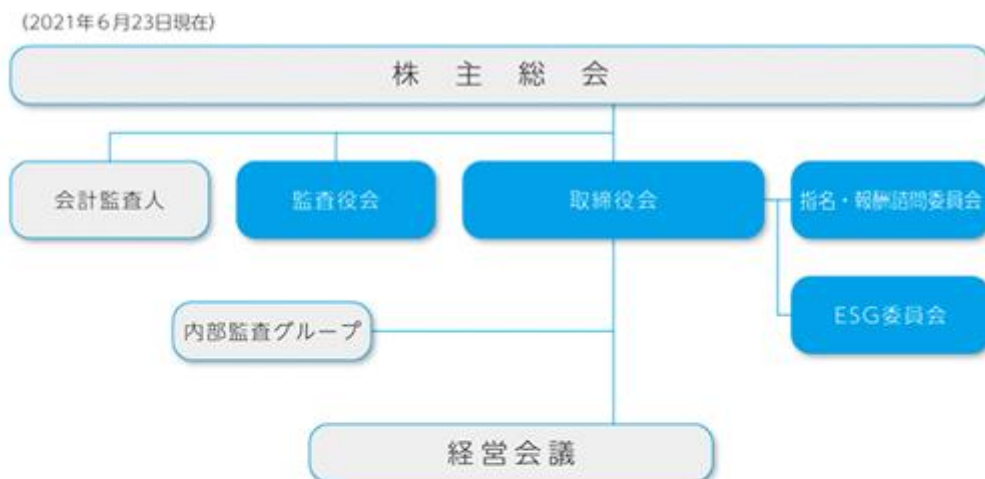 (2021年6月23日現在)
株主総会
会計監査人
監査役会
取締役会
指名・報酬諮問委員会
ESG委員会
内部監査グループ
経営会議